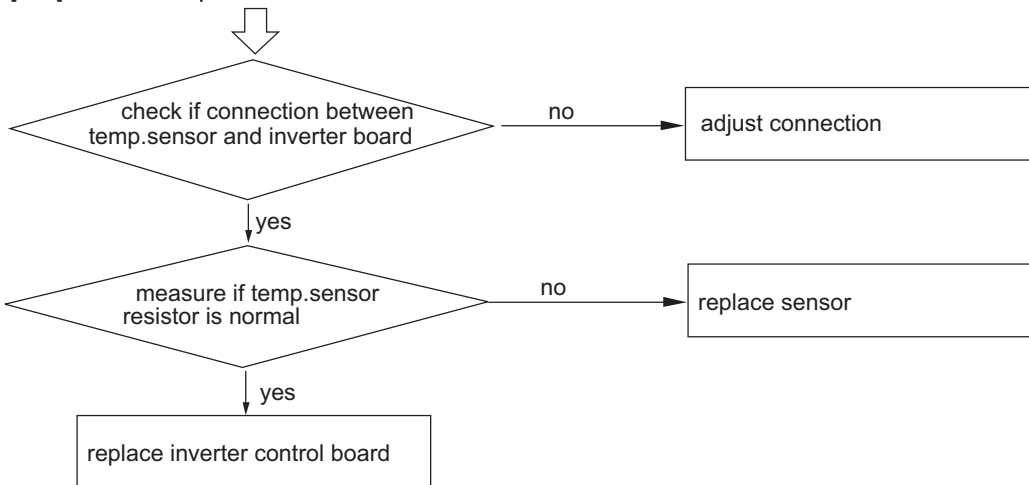 check if connection between
temp.sensor and inverter board
no
adjust connection
yes
measure if temp.sensor
resistor is normal
no
replace sensor
yes
replace inverter control board